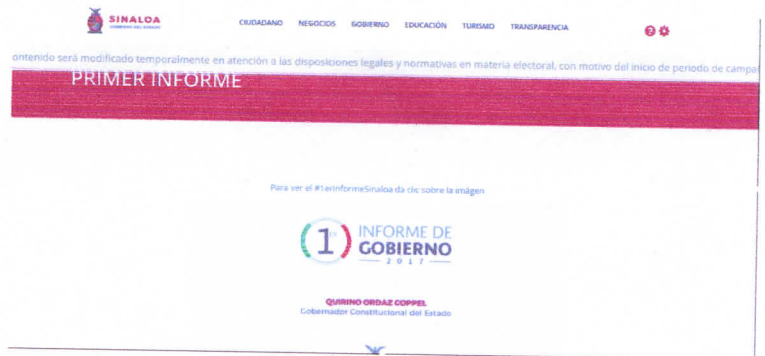 SINALOA
GOBIERNO DEL ESTADO
CIUDADANO NEGOCIOS GOBIERNO EDUCACIÓN TURISMO TRANSPARENCIA
ontenido será modificado temporalmente en atención a las disposiciones legales y normativas en materia electoral, con motivo del inicio de periodo de campa
PRIMER INFORME
Para ver el #1erInformeSinaloa da clic sobre la imágen
1er INFORME DE
GOBIERNO
2017
QUIRINO ORDAZ COPPEL
Gobernador Constitucional del Estado